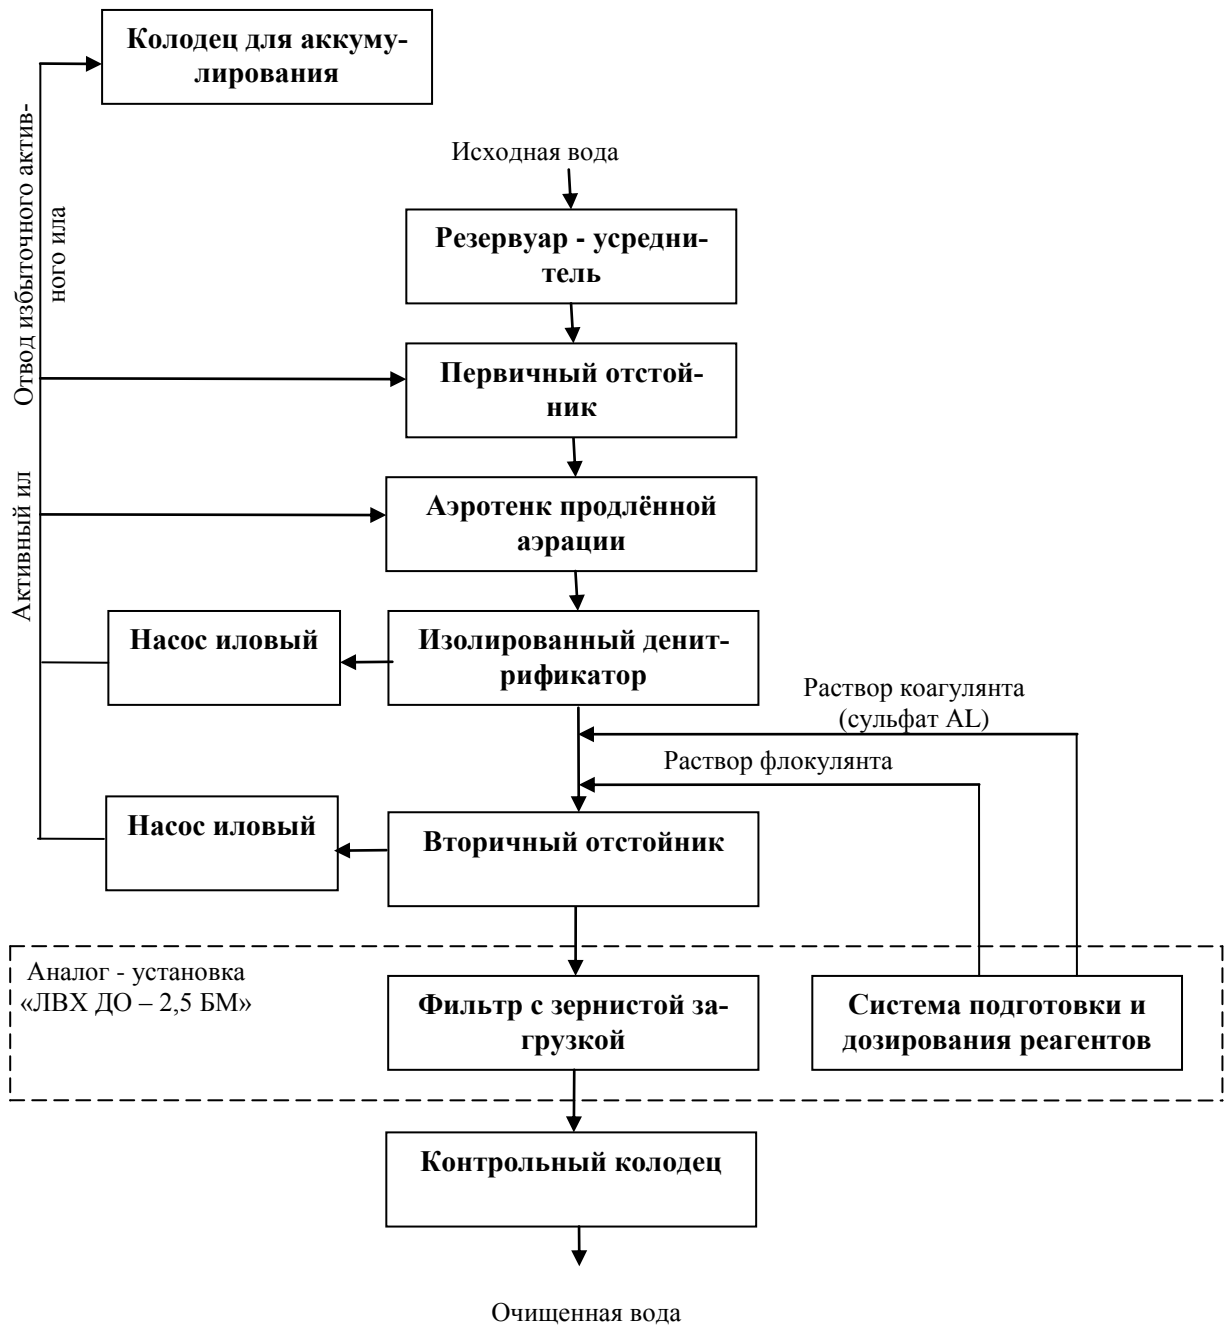 Колодец для аккуму-
лирования
Отвод избыточного актив-
ного ила
Исходная вода
Резервуар - усредни-
тель
Первичный отстой-
ник
Активный ил
Аэротенк продлённой
аэрации
Насос иловый
Изолированный денит-
рификатор
Раствор коагулянта
(сульфат AL)
Раствор флокулянта
Насос иловый
Вторичный отстойник
Аналог - установка
«ЛВХ ДО – 2,5 БМ»
Фильтр с зернистой за-
грузкой
Система подготовки и
дозирования реагентов
Контрольный колодец
Очищенная вода